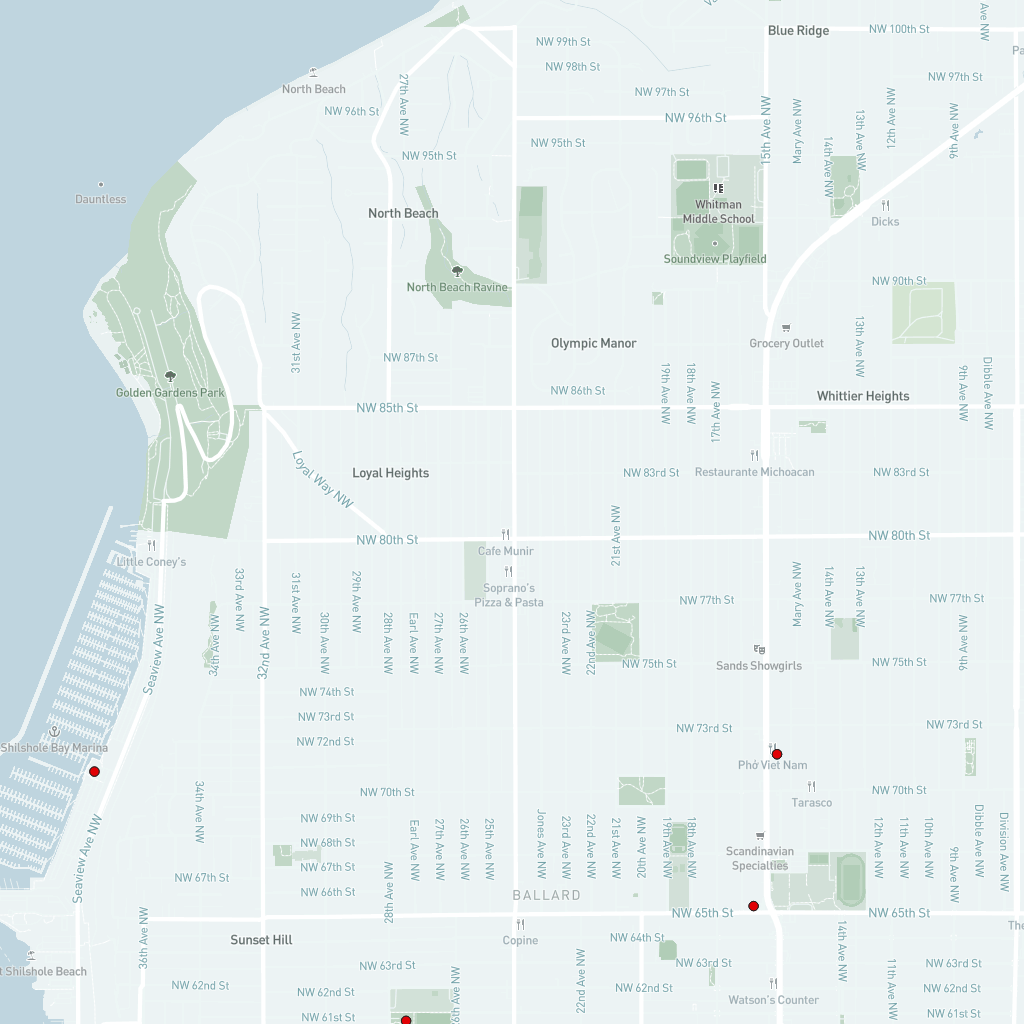 Blue Ridge
NW 100th St
Ave NW
NW 99th St
NW 98th St
NW 97th St
North Beach
27th Ave NW
NW 97th St
NW 96th St
NW 96th St
15th Ave NW
Mary Ave NW
14th Ave NW
13th Ave NW
12th Ave NW
9th Ave NW
NW 95th St
NW 95th St
Dauntless
North Beach
Whitman
Middle School
Dicks
Soundview Playfield
North Beach Ravine
NW 90th St
31st Ave NW
NW 87th St
Olympic Manor
Grocery Outlet
13th Ave NW
16th Ave NW
18th Ave NW
17th Ave NW
9th Ave NW
Dibble Ave NW
Golden Gardens Park
NW 86th St
Whittier Heights
NW 85th St
Loyal Way NW
Loyal Heights
NW 83rd St
Restaurante Michoacan
NW 83rd St
21st Ave NW
NW 80th St
NW 80th St
Cafe Munir
Little Coney's
Soprano's
Pizza & Pasta
33rd Ave NW
31st Ave NW
29th Ave NW
Mary Ave NW
14th Ave NW
13th Ave NW
NW 77th St
NW 77th St
Seaview Ave NW
34th Ave NW
32nd Ave NW
30th Ave NW
28th Ave NW
Earl Ave NW
27th Ave NW
26th Ave NW
23rd Ave NW
22nd Ave NW
9th Ave NW
NW 75th St
Sands Showgirls
NW 75th St
NW 74th St
NW 73rd St
NW 73rd St
NW 73rd St
NW 72nd St
Shilshole Bay Marina
Phở Viet Nam
NW 70th St
NW 70th St
Tarasco
34th Ave NW
NW 69th St
NW 68th St
NW 67th St
NW 67th St
NW 66th St
Earl Ave NW
27th Ave NW
26th Ave NW
25th Ave NW
Jones Ave NW
23rd Ave NW
22nd Ave NW
21st Ave NW
20th Ave NW
19th Ave NW
18th Ave NW
Scandinavian
Specialties
12th Ave NW
11th Ave NW
10th Ave NW
9th Ave NW
Dibble Ave NW
Division Ave NW
Seaview Ave NW
28th Ave NW
BALLARD
NW 65th St
NW 65th St
36th Ave NW
Sunset Hill
Copine
NW 64th St
14th Ave NW
NW 63rd St
NW 63rd St
NW 63rd St
Shilshole Beach
NW 62nd St
NW 62nd St
26th Ave NW
22nd Ave NW
NW 62nd St
Watson's Counter
11th Ave NW
NW 62nd St
NW 61st St
NW 61st St